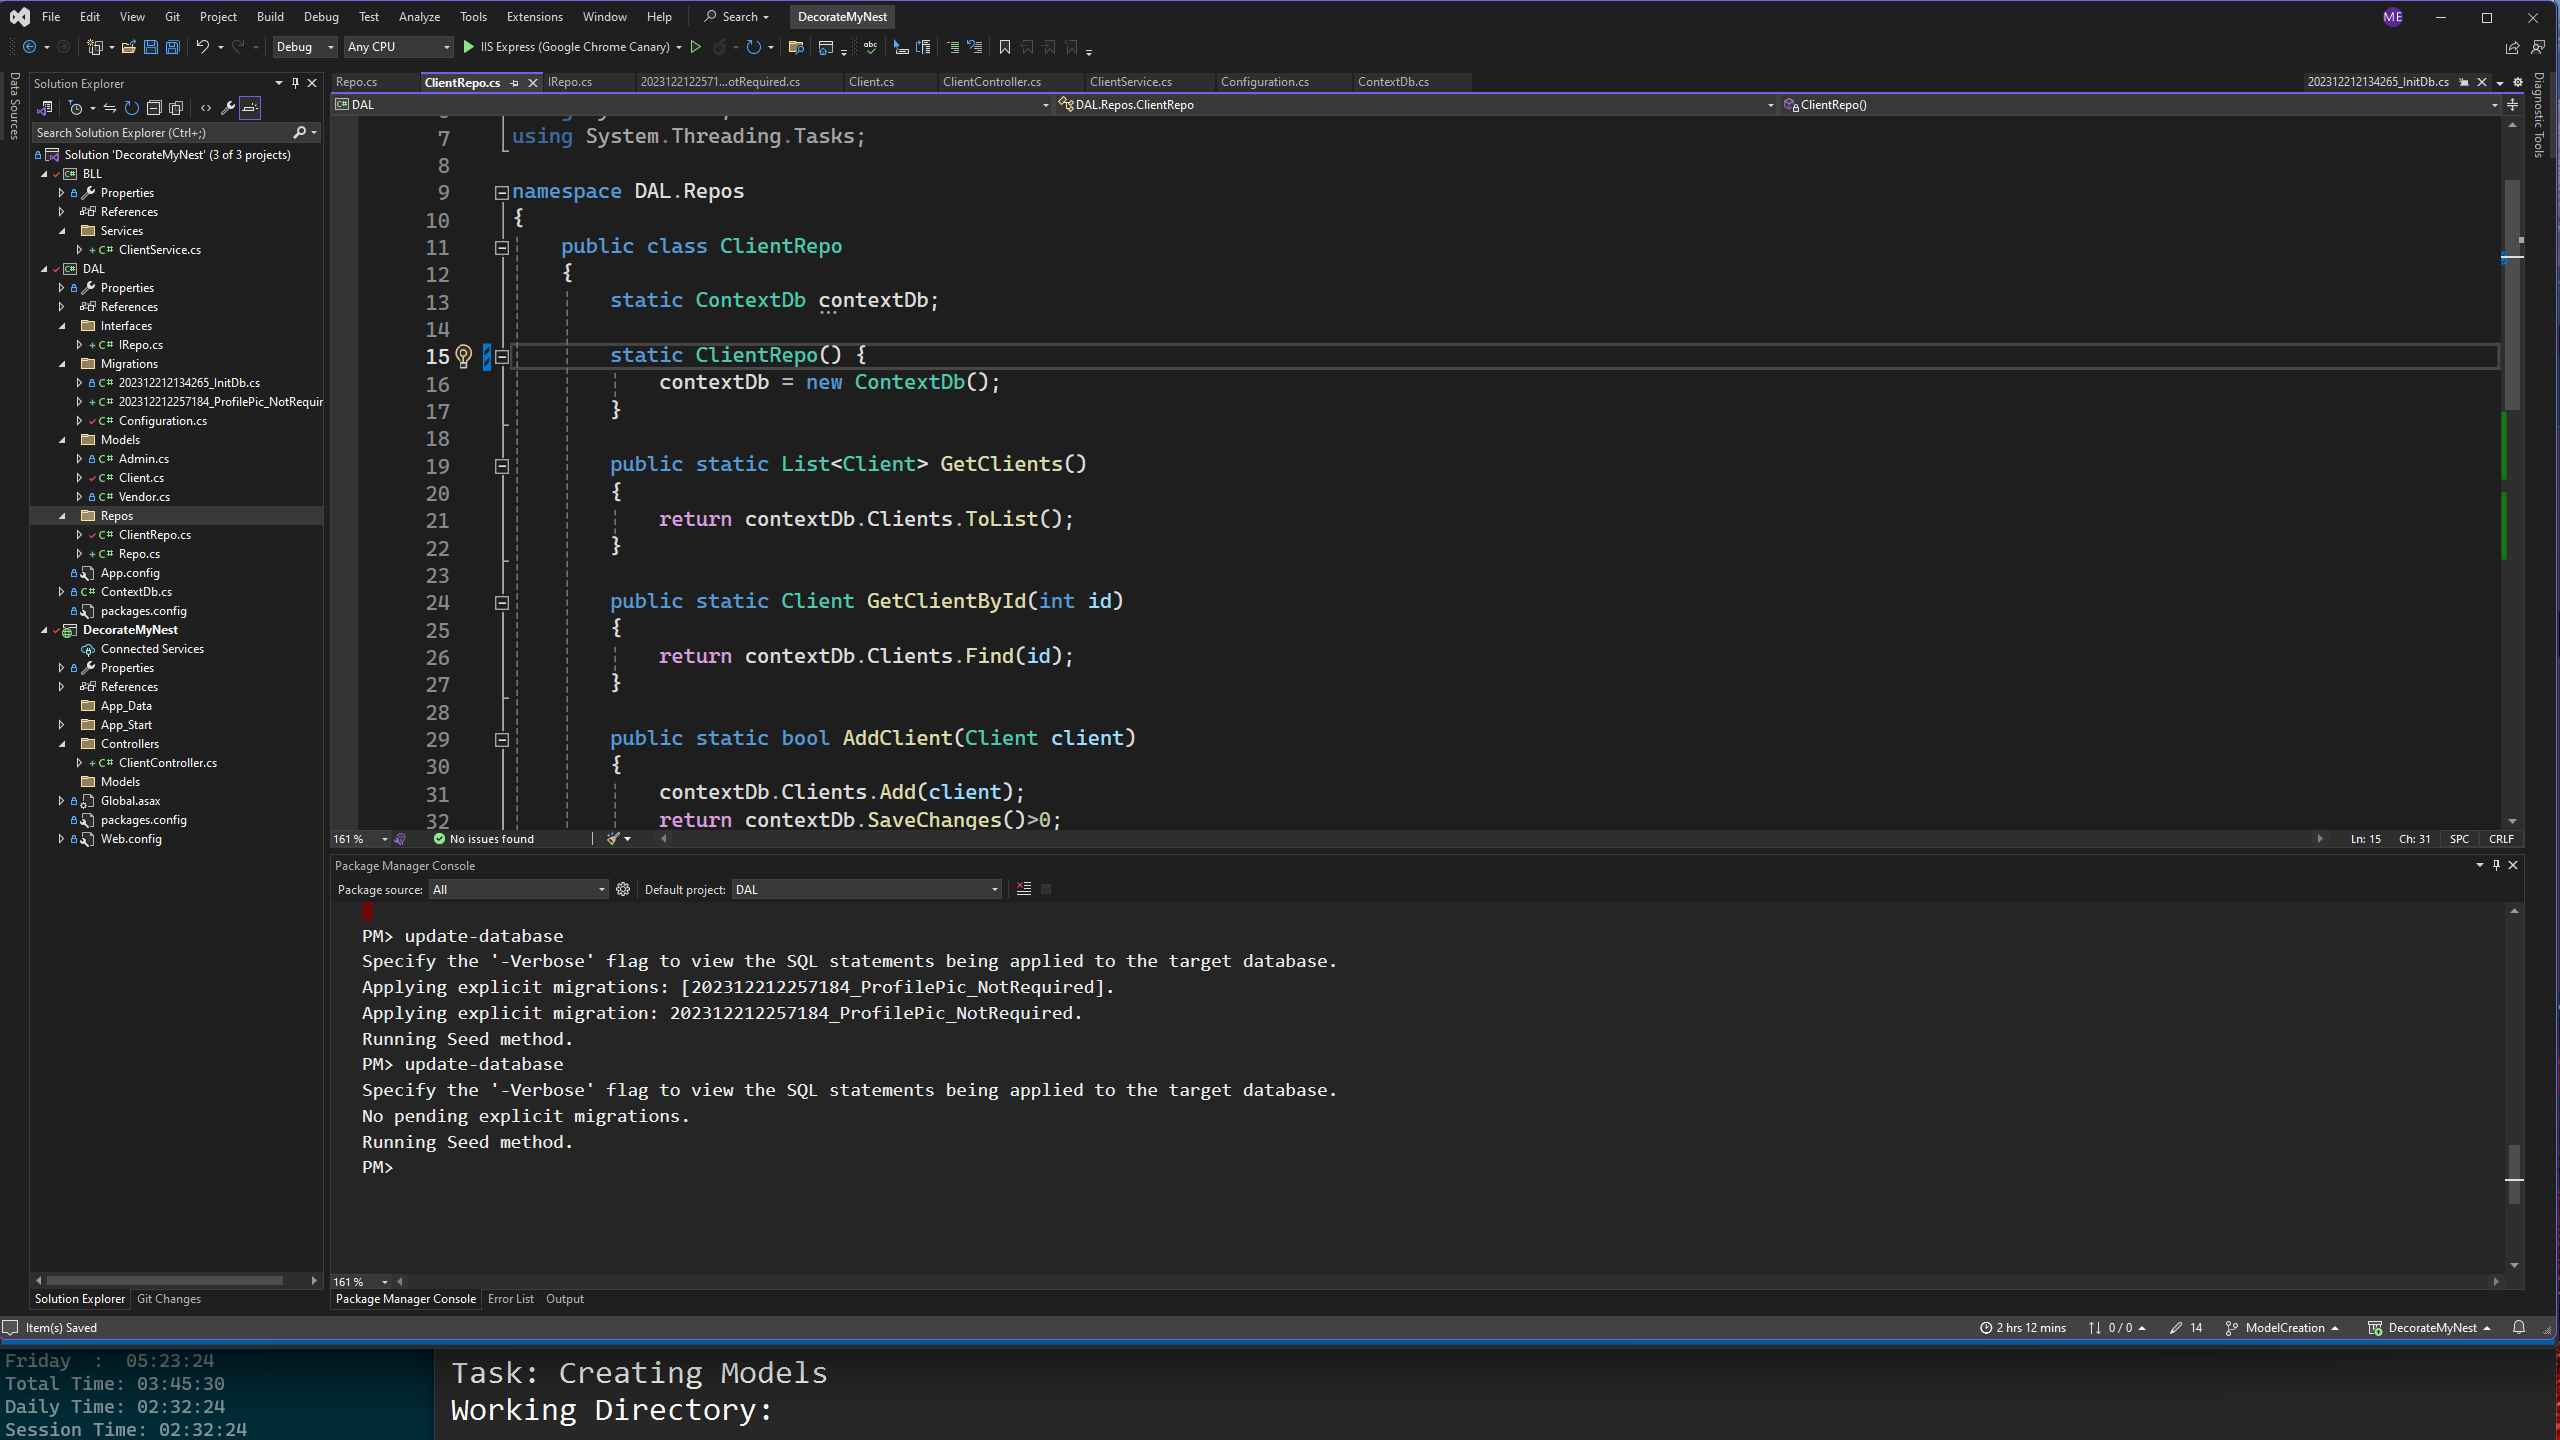 File Edit View Git Project Build Debug Test Analyze Tools Extensions Window Help Search DecorateMyNest ME
Debug Any CPU IIS Express (Google Chrome Canary)
Data Sources
Solution Explorer
Search Solution Explorer (Ctrl+;)
Solution 'DecorateMyNest' (3 of 3 projects)
BLL
Properties
References
Services
C# ClientService.cs
DAL
Properties
References
Interfaces
C# IRepo.cs
Migrations
C# 202312212134265_InitDb.cs
C# 202312212257184_ProfilePic_NotRequir
C# Configuration.cs
Models
C# Admin.cs
C# Client.cs
C# Vendor.cs
Repos
C# ClientRepo.cs
C# Repo.cs
App.config
C# ContextDb.cs
packages.config
DecorateMyNest
Connected Services
Properties
References
App_Data
App_Start
Controllers
C# ClientController.cs
Models
Global.asax
packages.config
Web.config
Solution Explorer Git Changes
Repo.cs ClientRepo.cs IRepo.cs 2023122122571...otRequired.cs Client.cs ClientController.cs ClientService.cs Configuration.cs ContextDb.cs 202312212134265_InitDb.cs
DAL DAL.Repos.ClientRepo ClientRepo()
7 using System.Threading.Tasks;
8
9 namespace DAL.Repos
10 {
11 public class ClientRepo
12 {
13 static ContextDb contextDb;
14
15 static ClientRepo() {
16 contextDb = new ContextDb();
17 }
18
19 public static List<Client> GetClients()
20 {
21 return contextDb.Clients.ToList();
22 }
23
24 public static Client GetClientById(int id)
25 {
26 return contextDb.Clients.Find(id);
27 }
28
29 public static bool AddClient(Client client)
30 {
31 contextDb.Clients.Add(client);
32 return contextDb.SaveChanges()>0;
161 % No issues found Ln: 15 Ch: 31 SPC CRLF
Diagnostic Tools
Package Manager Console
Package source: All Default project: DAL
PM> update-database
Specify the '-Verbose' flag to view the SQL statements being applied to the target database.
Applying explicit migrations: [202312212257184_ProfilePic_NotRequired].
Applying explicit migration: 202312212257184_ProfilePic_NotRequired.
Running Seed method.
PM> update-database
Specify the '-Verbose' flag to view the SQL statements being applied to the target database.
No pending explicit migrations.
Running Seed method.
PM>
161 %
Package Manager Console Error List Output
Item(s) Saved 2 hrs 12 mins 0 / 0 14 ModelCreation DecorateMyNest
Friday : 05:23:24
Total Time: 03:45:30
Daily Time: 02:32:24
Session Time: 02:32:24
Task: Creating Models
Working Directory: